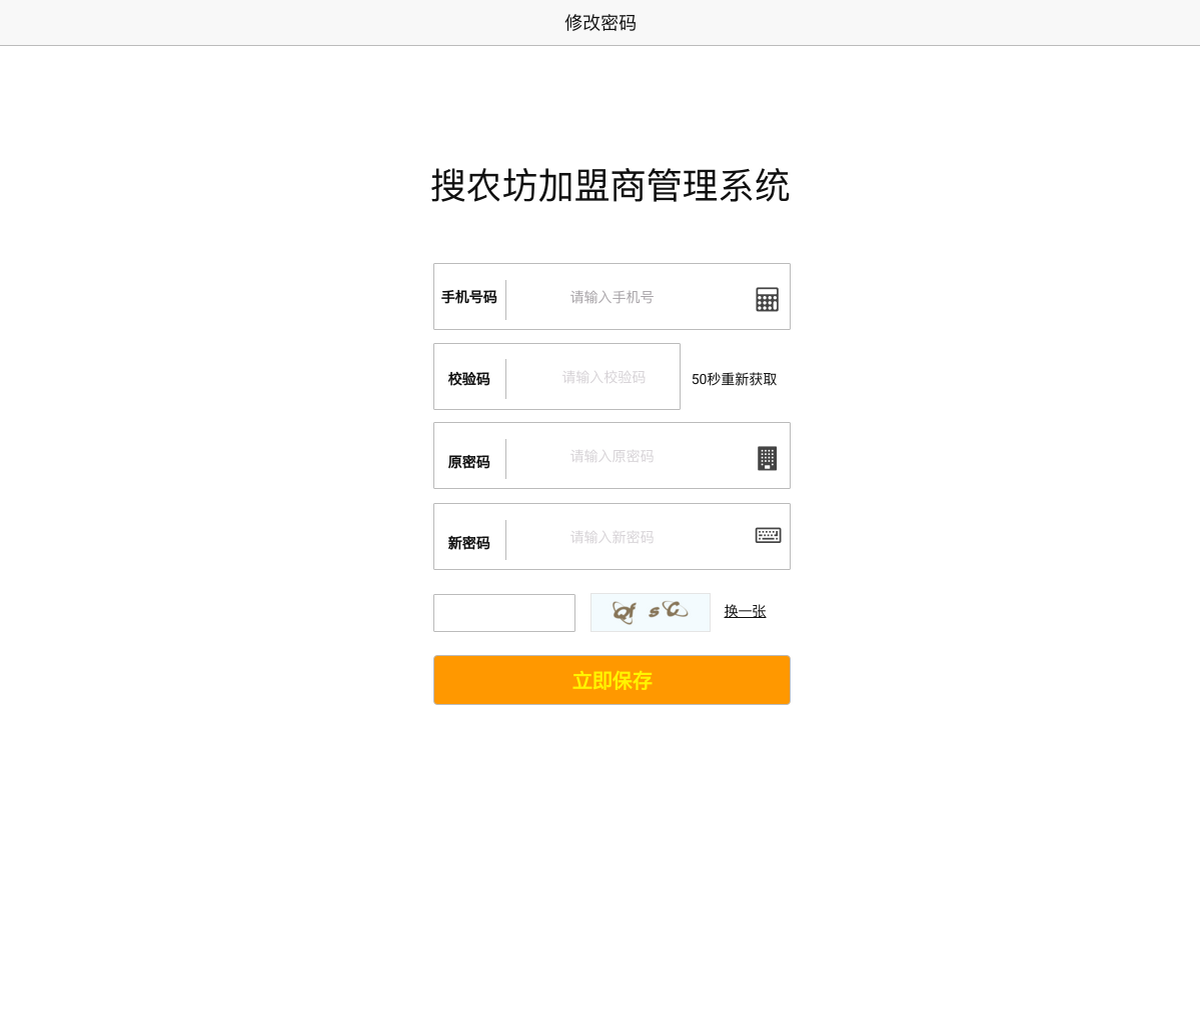 修改密码
搜农坊加盟商管理系统
手机号码 请输入手机号
校验码 请输入校验码 50秒重新获取
原密码 请输入原密码
新密码 请输入新密码
Qf sC 换一张
立即保存